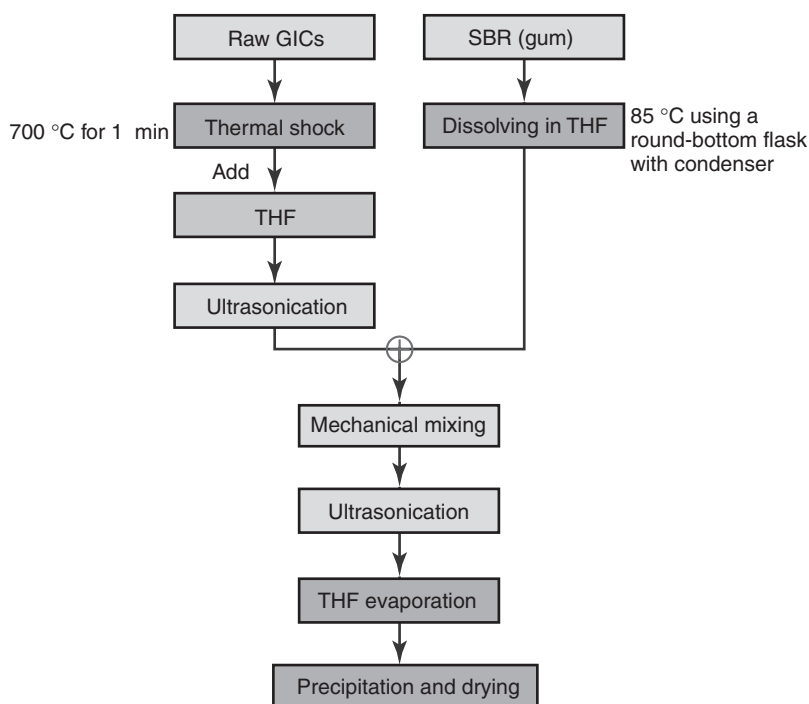 Raw GICs
SBR (gum)
700 °C for 1 min
Thermal shock
Dissolving in THF
85 °C using a
round-bottom flask
with condenser
Add
THF
Ultrasonication
Mechanical mixing
Ultrasonication
THF evaporation
Precipitation and drying